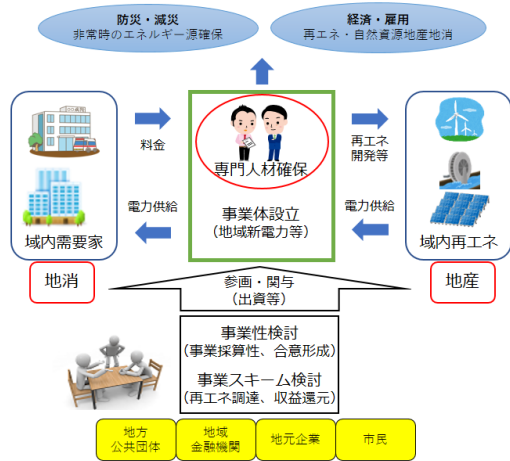 防災・減災
非常時のエネルギー源確保
経済・雇用
再エネ・自然資源地産地消
料金
電力供給
域内需要家
地消
専門人材確保
事業体設立
(地域新電力等)
再エネ
開発等
電力供給
域内再エネ
地産
参画・関与
(出資等)
事業性検討
(事業採算性、合意形成)
事業スキーム検討
(再エネ調達、収益還元)
地方
公共団体
地域
金融機関
地元企業
市民